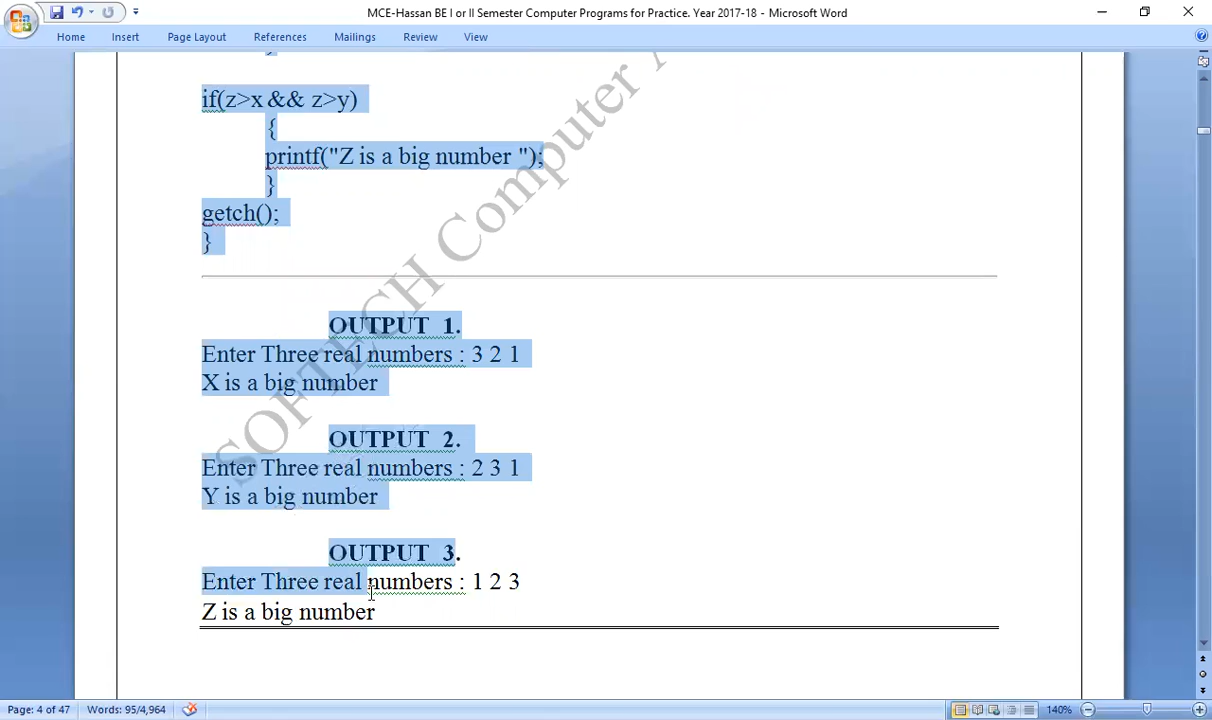 MCE-Hassan BE I or II Semester Computer Programs for Practice. Year 2017-18 - Microsoft Word
Home Insert Page Layout References Mailings Review View
}
if(z>x && z>y)
{
printf("Z is a big number ");
}
getch();
}
SOFTECH Computer
OUTPUT 1.
Enter Three real numbers : 3 2 1
X is a big number
OUTPUT 2.
Enter Three real numbers : 2 3 1
Y is a big number
OUTPUT 3.
Enter Three real numbers : 1 2 3
Z is a big number
Page: 4 of 47 Words: 95/4,964 140%